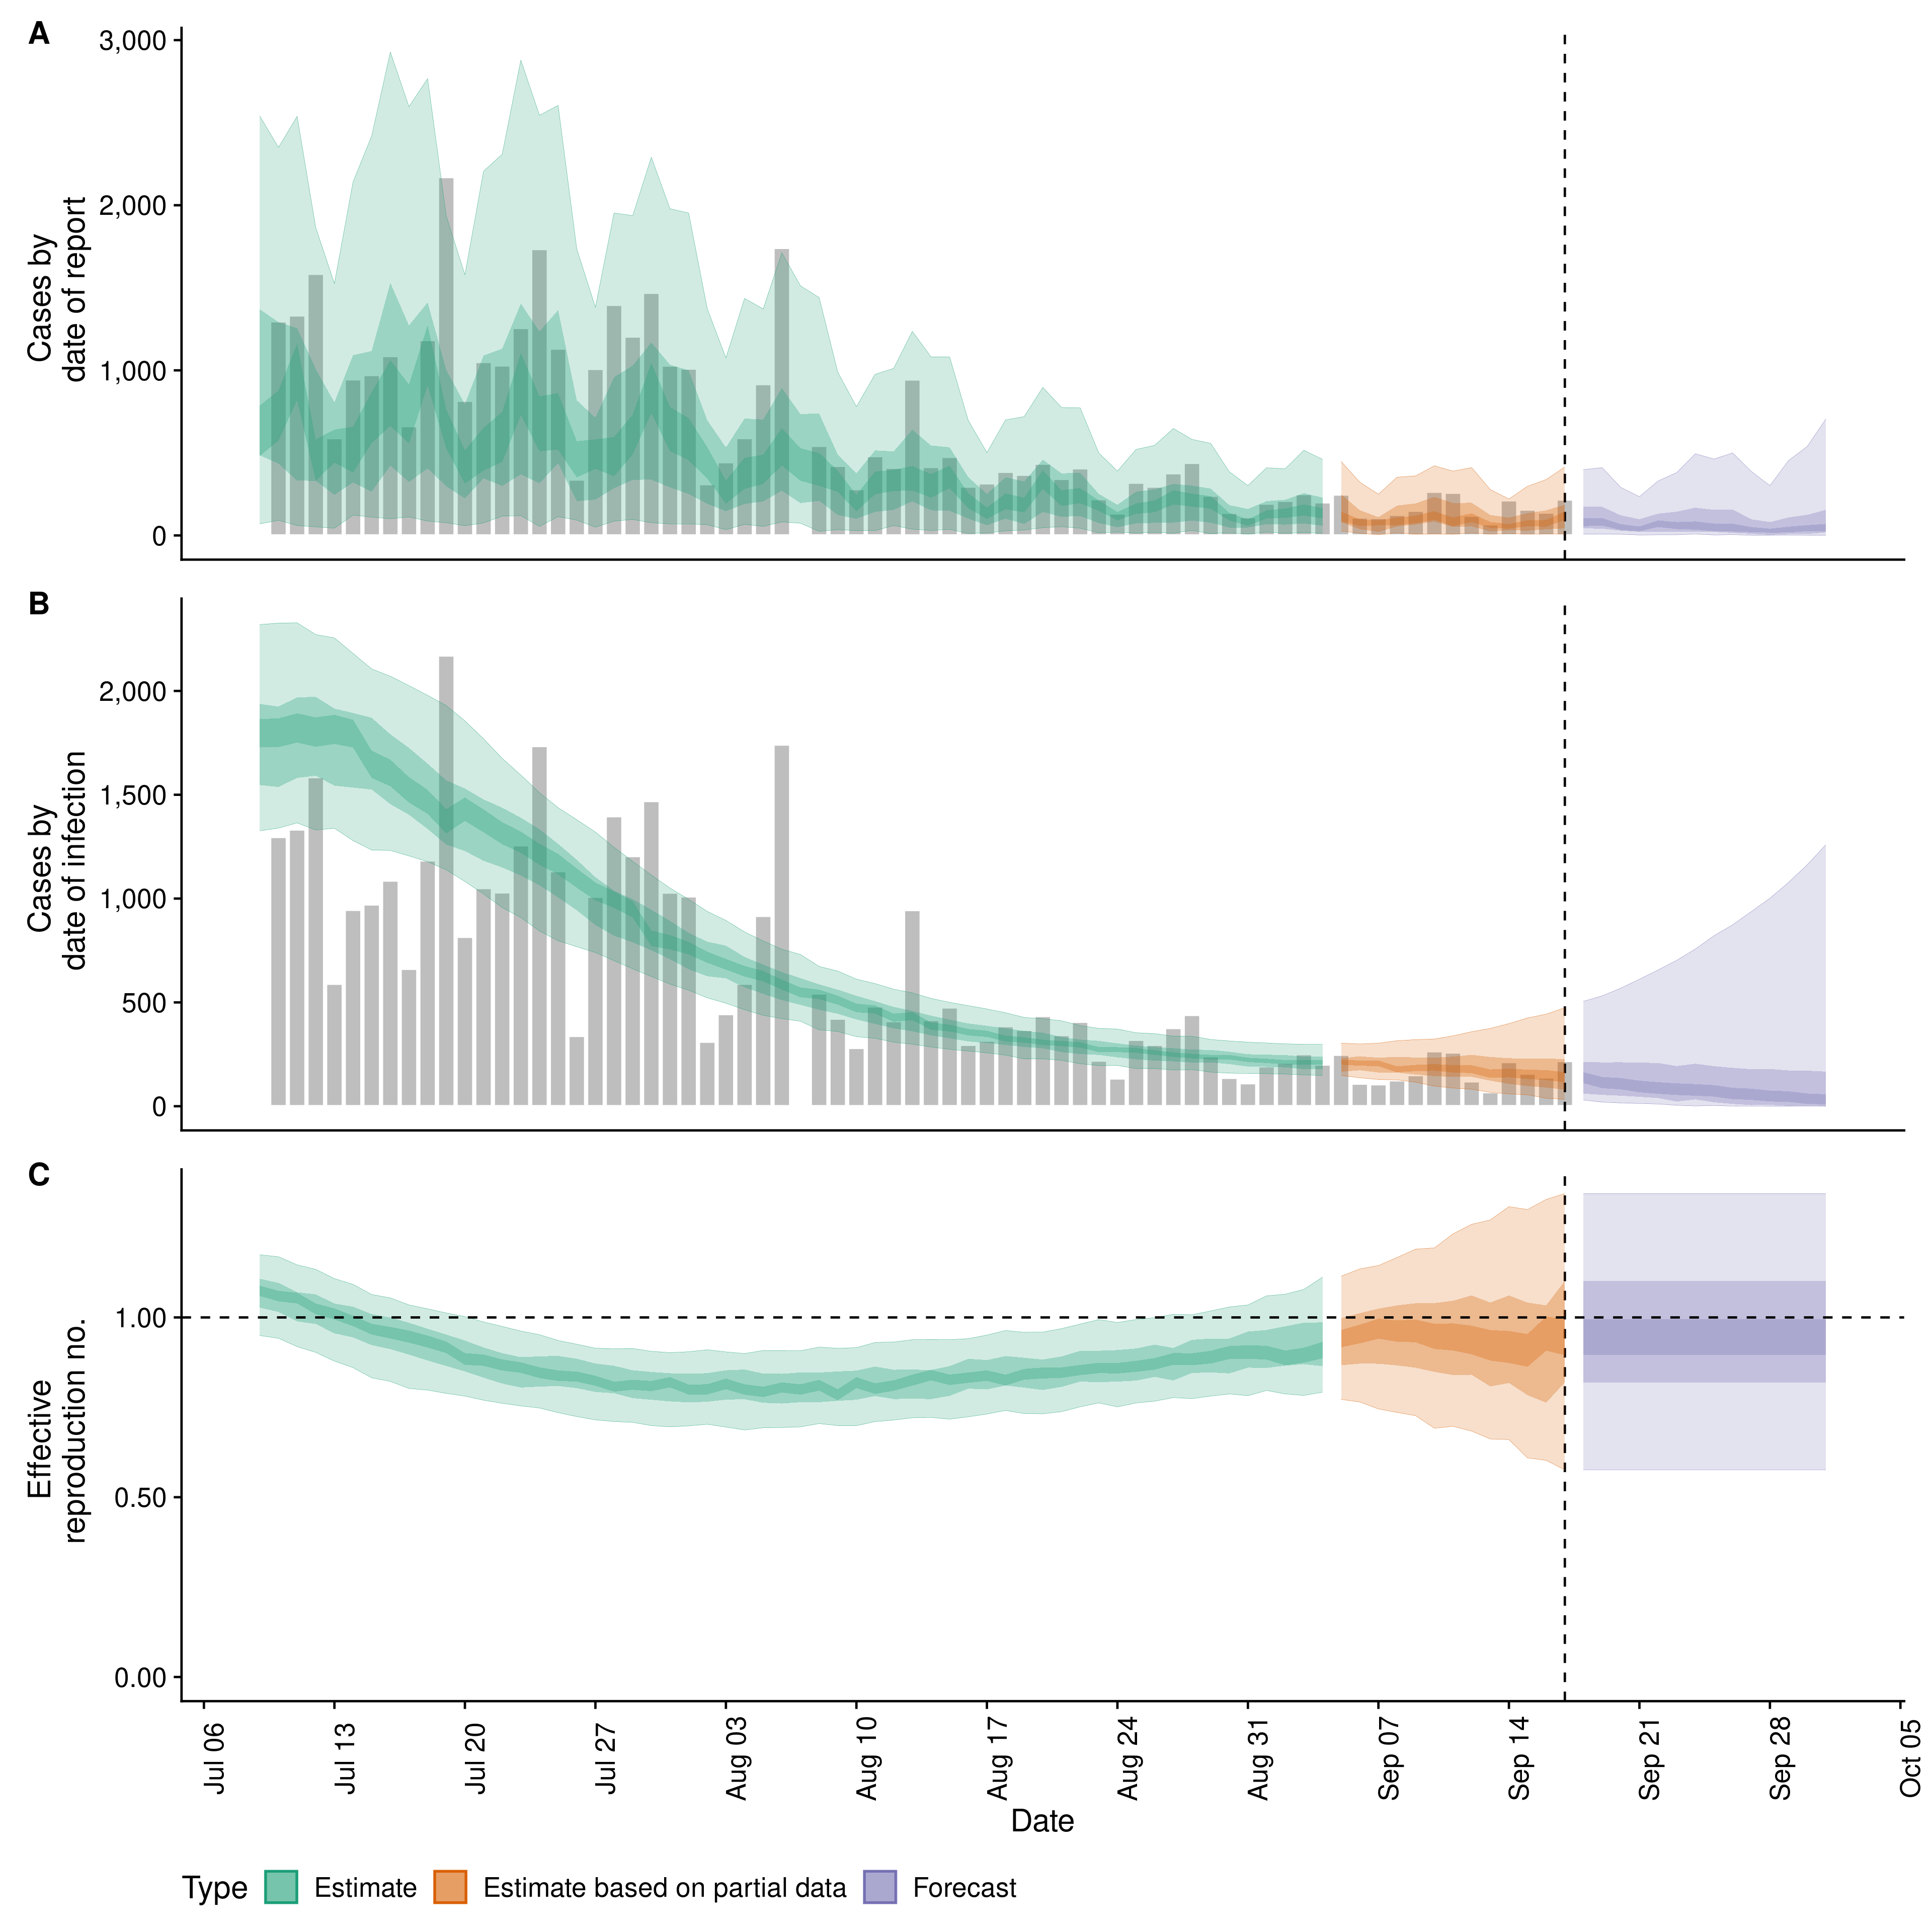 A
Cases by
date of report
3,000
2,000
1,000
0
B
Cases by
date of infection
2,000
1,500
1,000
500
0
C
Effective
reproduction no.
1.00
0.50
0.00
Jul 06
Jul 13
Jul 20
Jul 27
Aug 03
Aug 10
Aug 17
Aug 24
Aug 31
Sep 07
Sep 14
Sep 21
Sep 28
Oct 05
Date
Type Estimate Estimate based on partial data Forecast